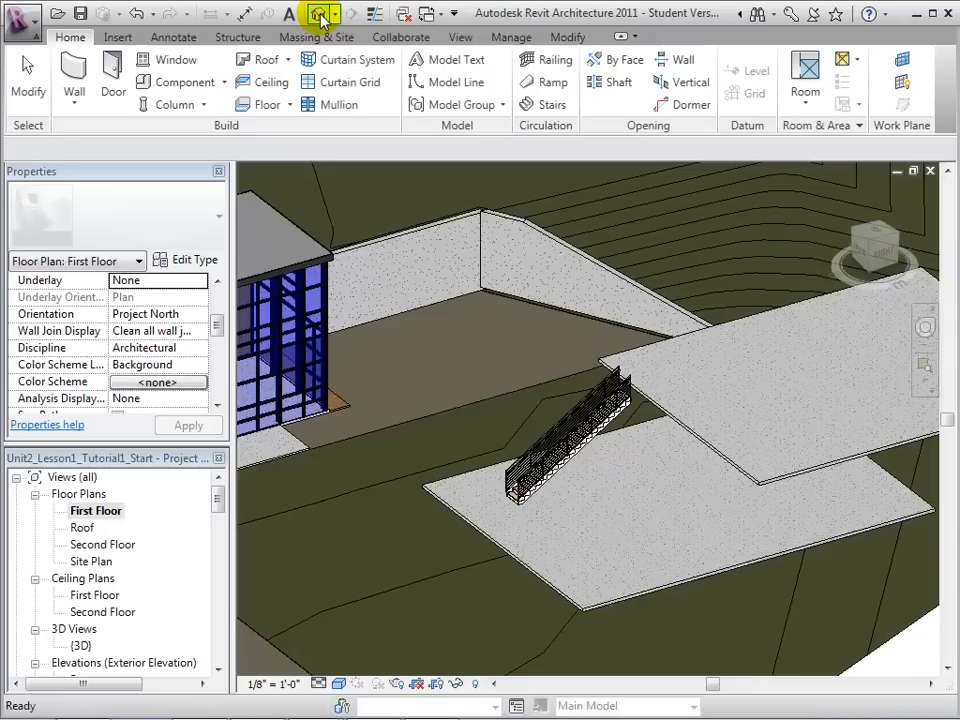 Autodesk Revit Architecture 2011 - Student Vers...
Home Insert Annotate Structure Massing & Site Collaborate View Manage Modify
Modify
Wall
Door
Window
Component
Column
Roof
Ceiling
Floor
Curtain System
Curtain Grid
Mullion
Model Text
Model Line
Model Group
Railing
Ramp
Stairs
By Face
Shaft
Wall
Vertical
Dormer
Level
Grid
Room
Select Build Model Circulation Opening Datum Room & Area Work Plane
Properties
Floor Plan: First Floor
Edit Type
Underlay None
Underlay Orient... Plan
Orientation Project North
Wall Join Display Clean all wall j...
Discipline Architectural
Color Scheme L... Background
Color Scheme <none>
Analysis Display... None
Properties help
Apply
Unit2_Lesson1_Tutorial1_Start - Project ...
Views (all)
Floor Plans
First Floor
Roof
Second Floor
Site Plan
Ceiling Plans
First Floor
Second Floor
3D Views
{3D}
Elevations (Exterior Elevation)
1/8" = 1'-0"
Ready
Main Model